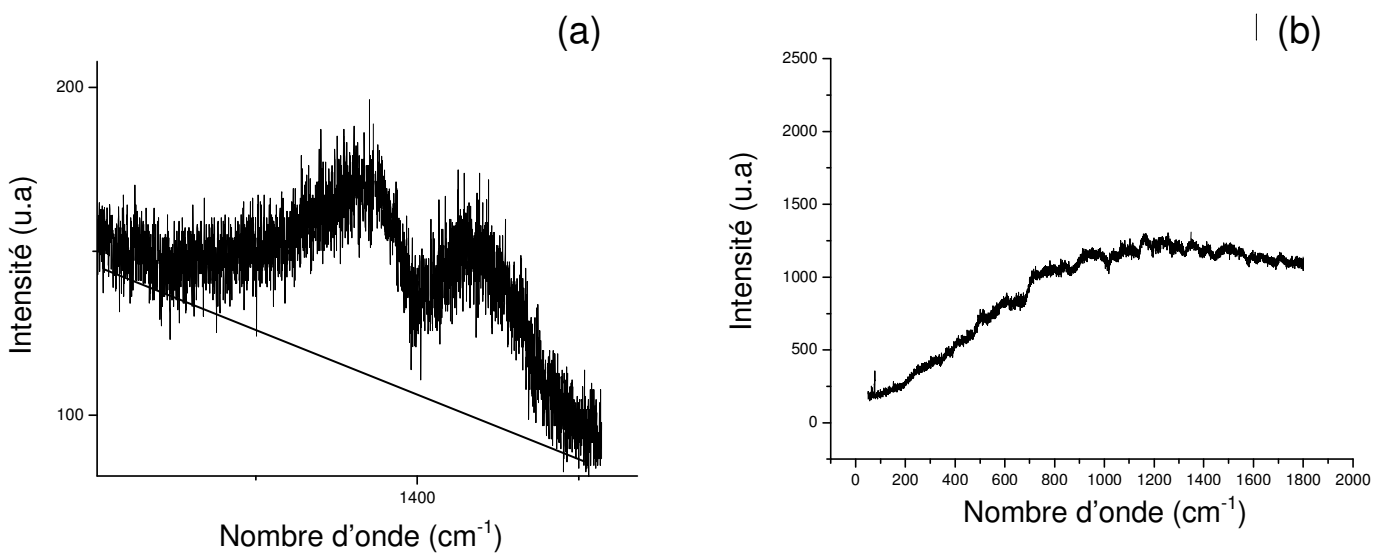 (a)
200
100
Intensité (u.a)
1400
Nombre d'onde (cm-1)
(b)
2500
2000
1500
1000
500
0
Intensité (u.a)
0 200 400 600 800 1000 1200 1400 1600 1800 2000
Nombre d'onde (cm-1)